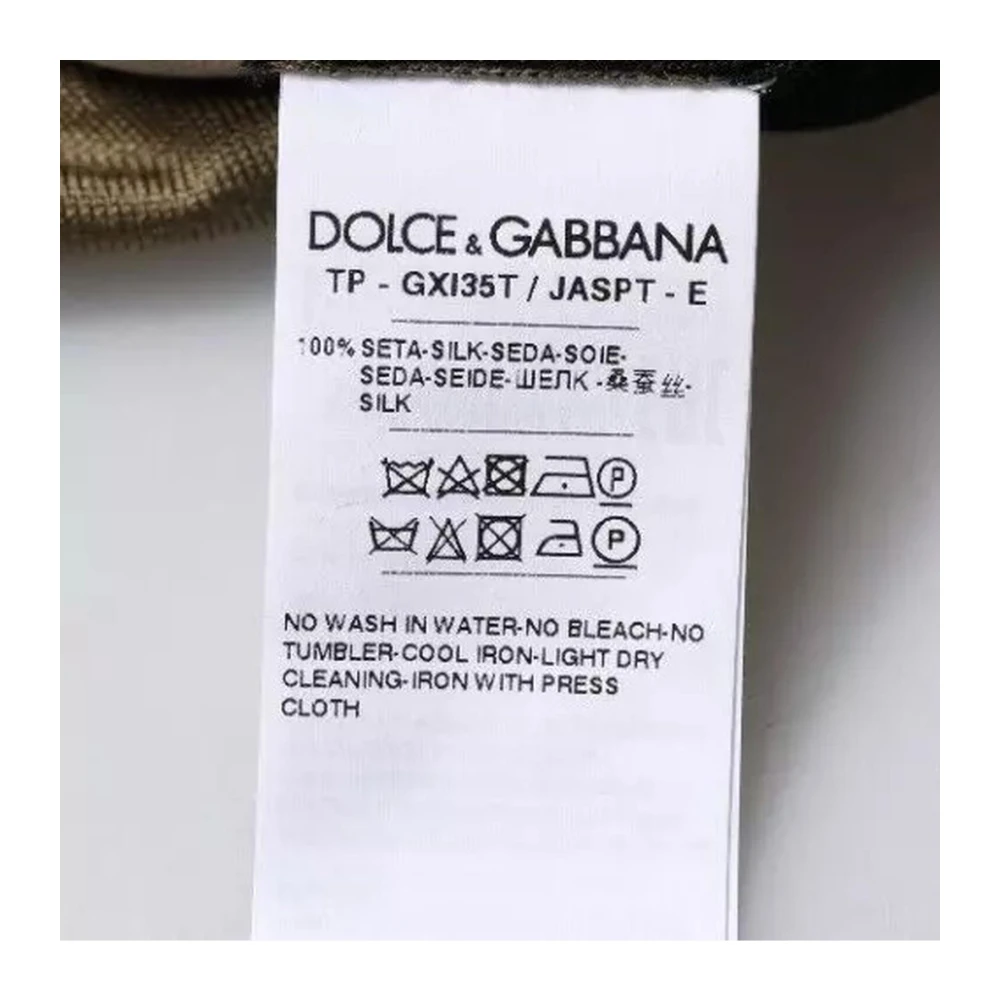 DOLCE & GABBANA
TP - GXI35T / JASPT - E
100% SETA-SILK-SEDA-SOIE-
SEDA-SEIDE-ШЕЛК-桑蚕丝-
SILK
P
P
NO WASH IN WATER-NO BLEACH-NO
TUMBLER-COOL IRON-LIGHT DRY
CLEANING-IRON WITH PRESS
CLOTH